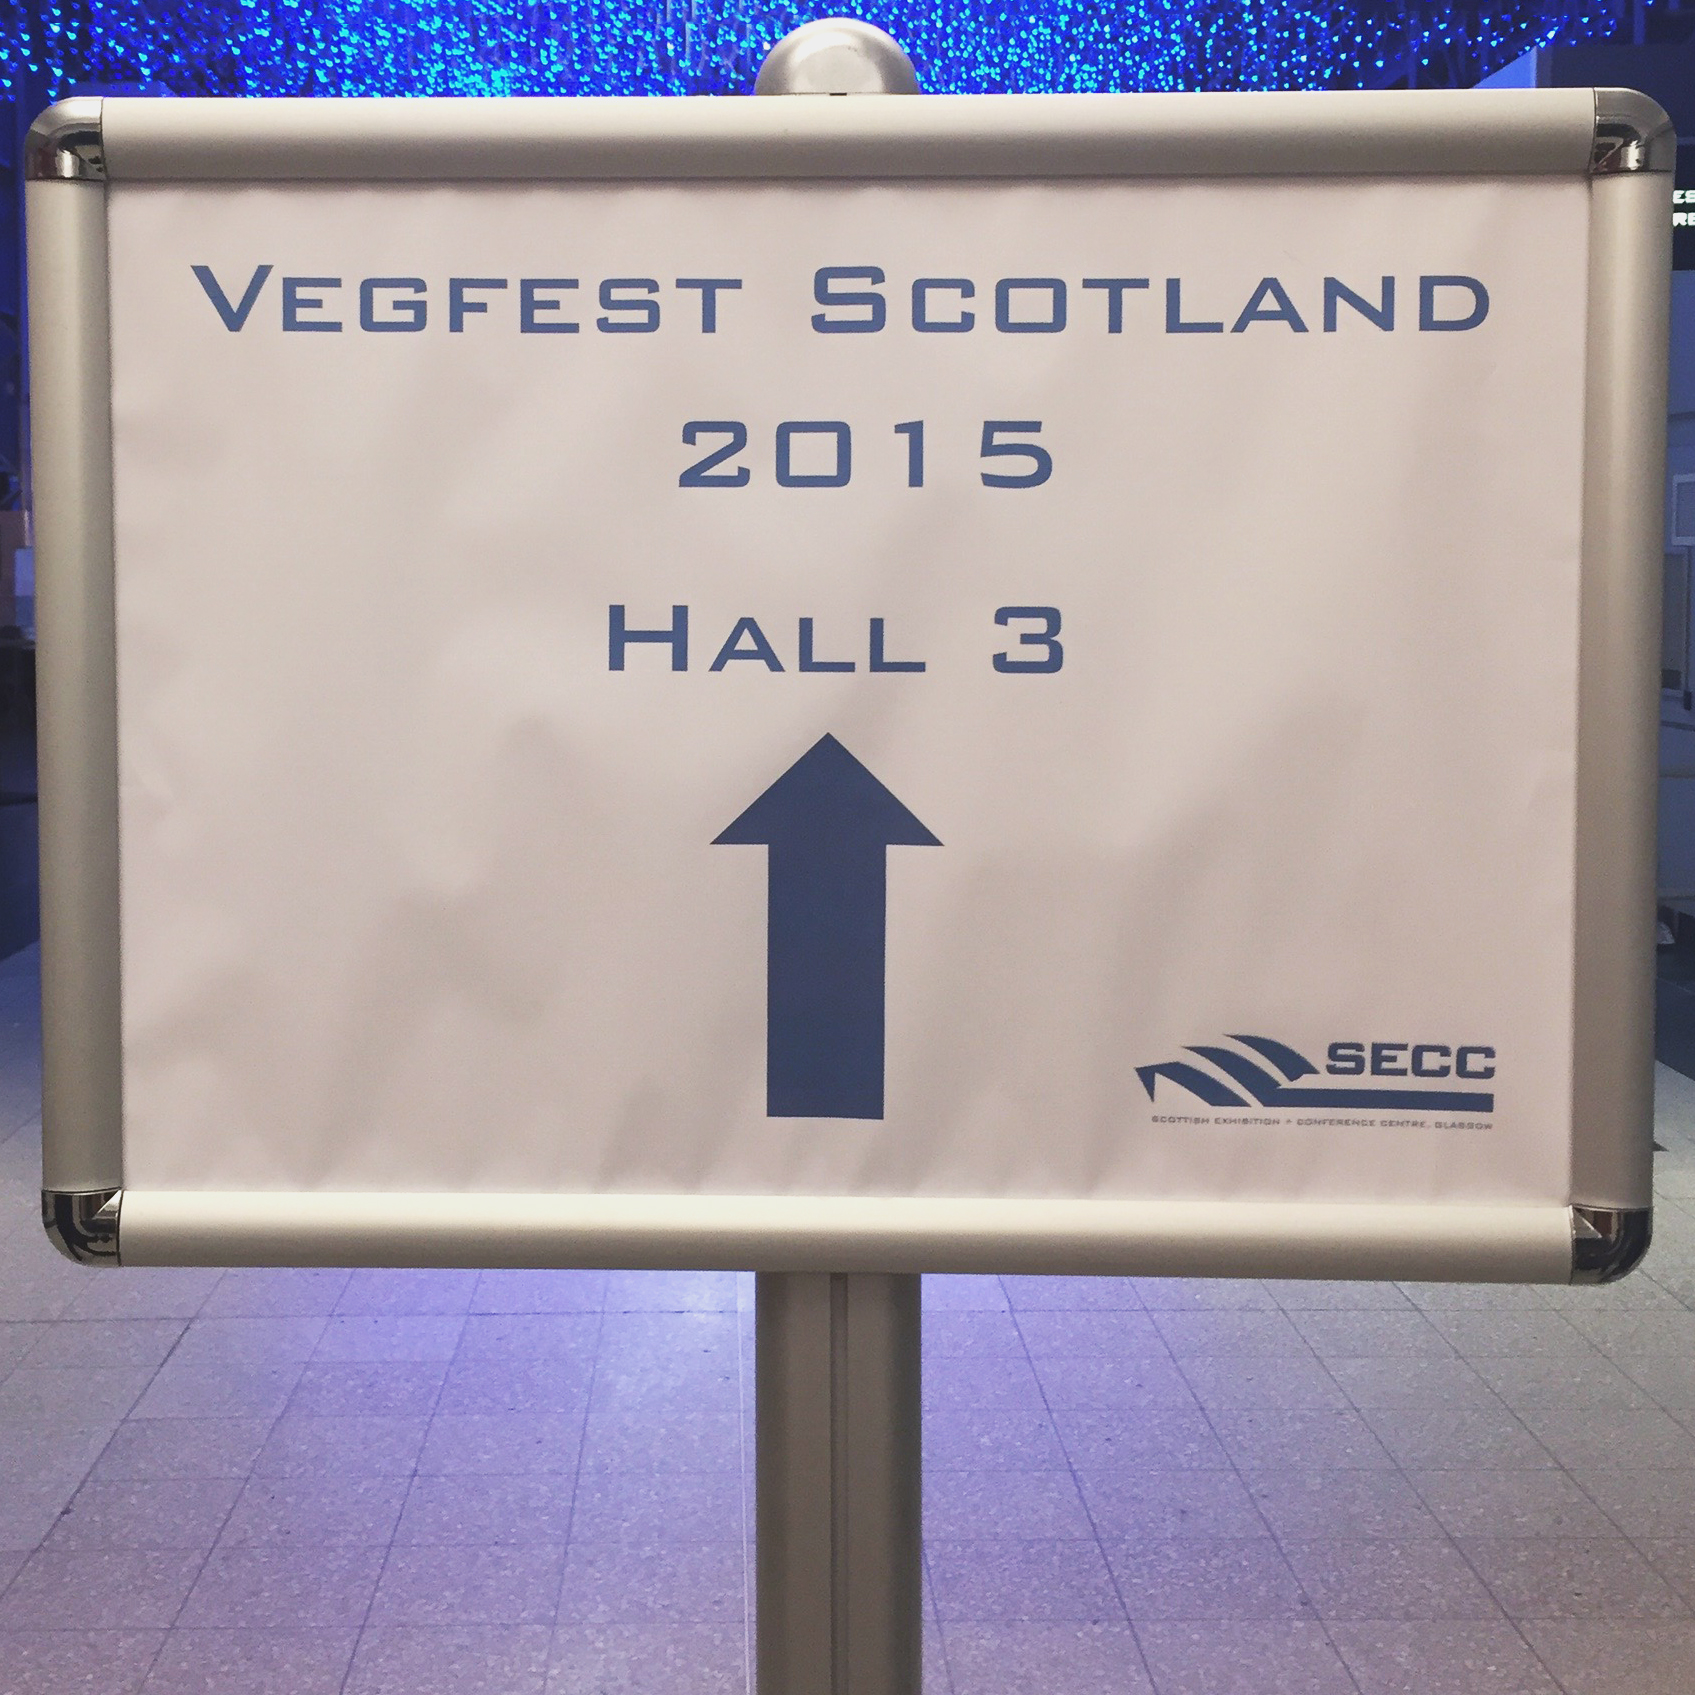 VEGFEST SCOTLAND
2015
HALL 3
SECC
SCOTTISH EXHIBITION + CONFERENCE CENTRE, GLASGOW